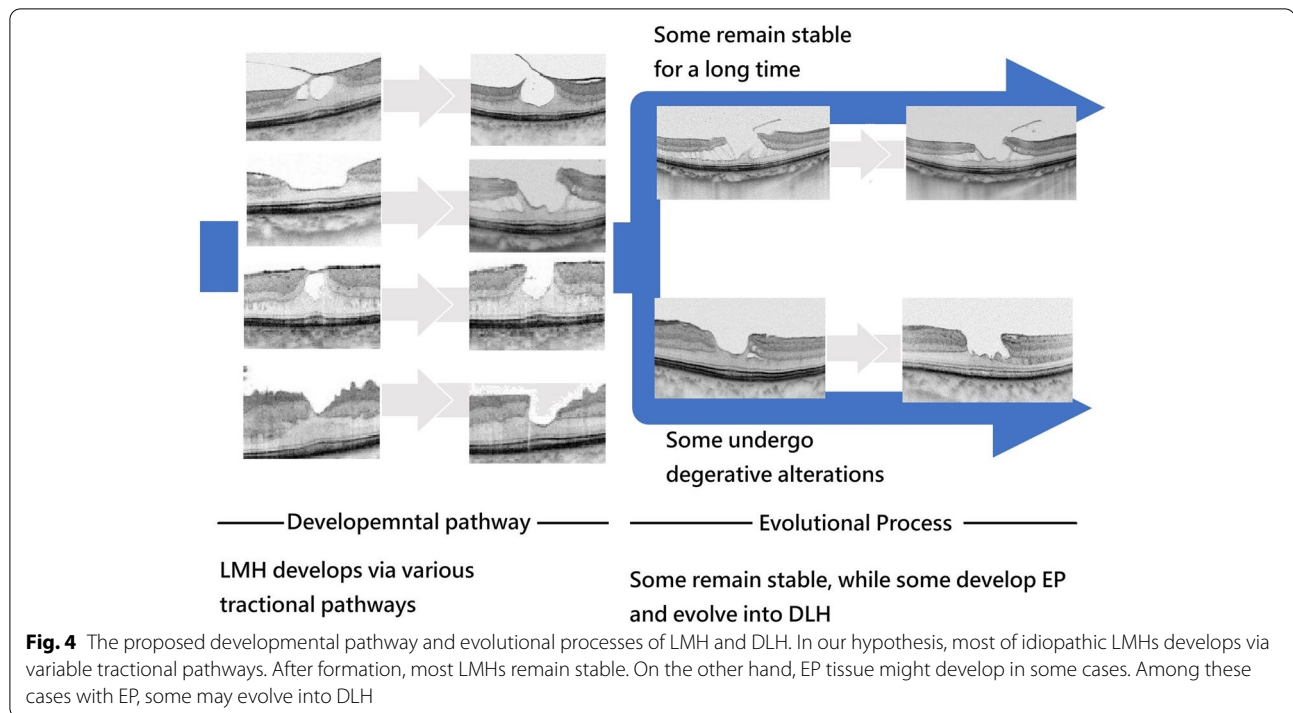 Some remain stable
for a long time
Some undergo
degerative alterations
Developemntal pathway
Evolutional Process
LMH develops via various
tractional pathways
Some remain stable, while some develop EP
and evolve into DLH
Fig. 4 The proposed developmental pathway and evolutional processes of LMH and DLH. In our hypothesis, most of idiopathic LMHs develops via
variable tractional pathways. After formation, most LMHs remain stable. On the other hand, EP tissue might develop in some cases. Among these
cases with EP, some may evolve into DLH